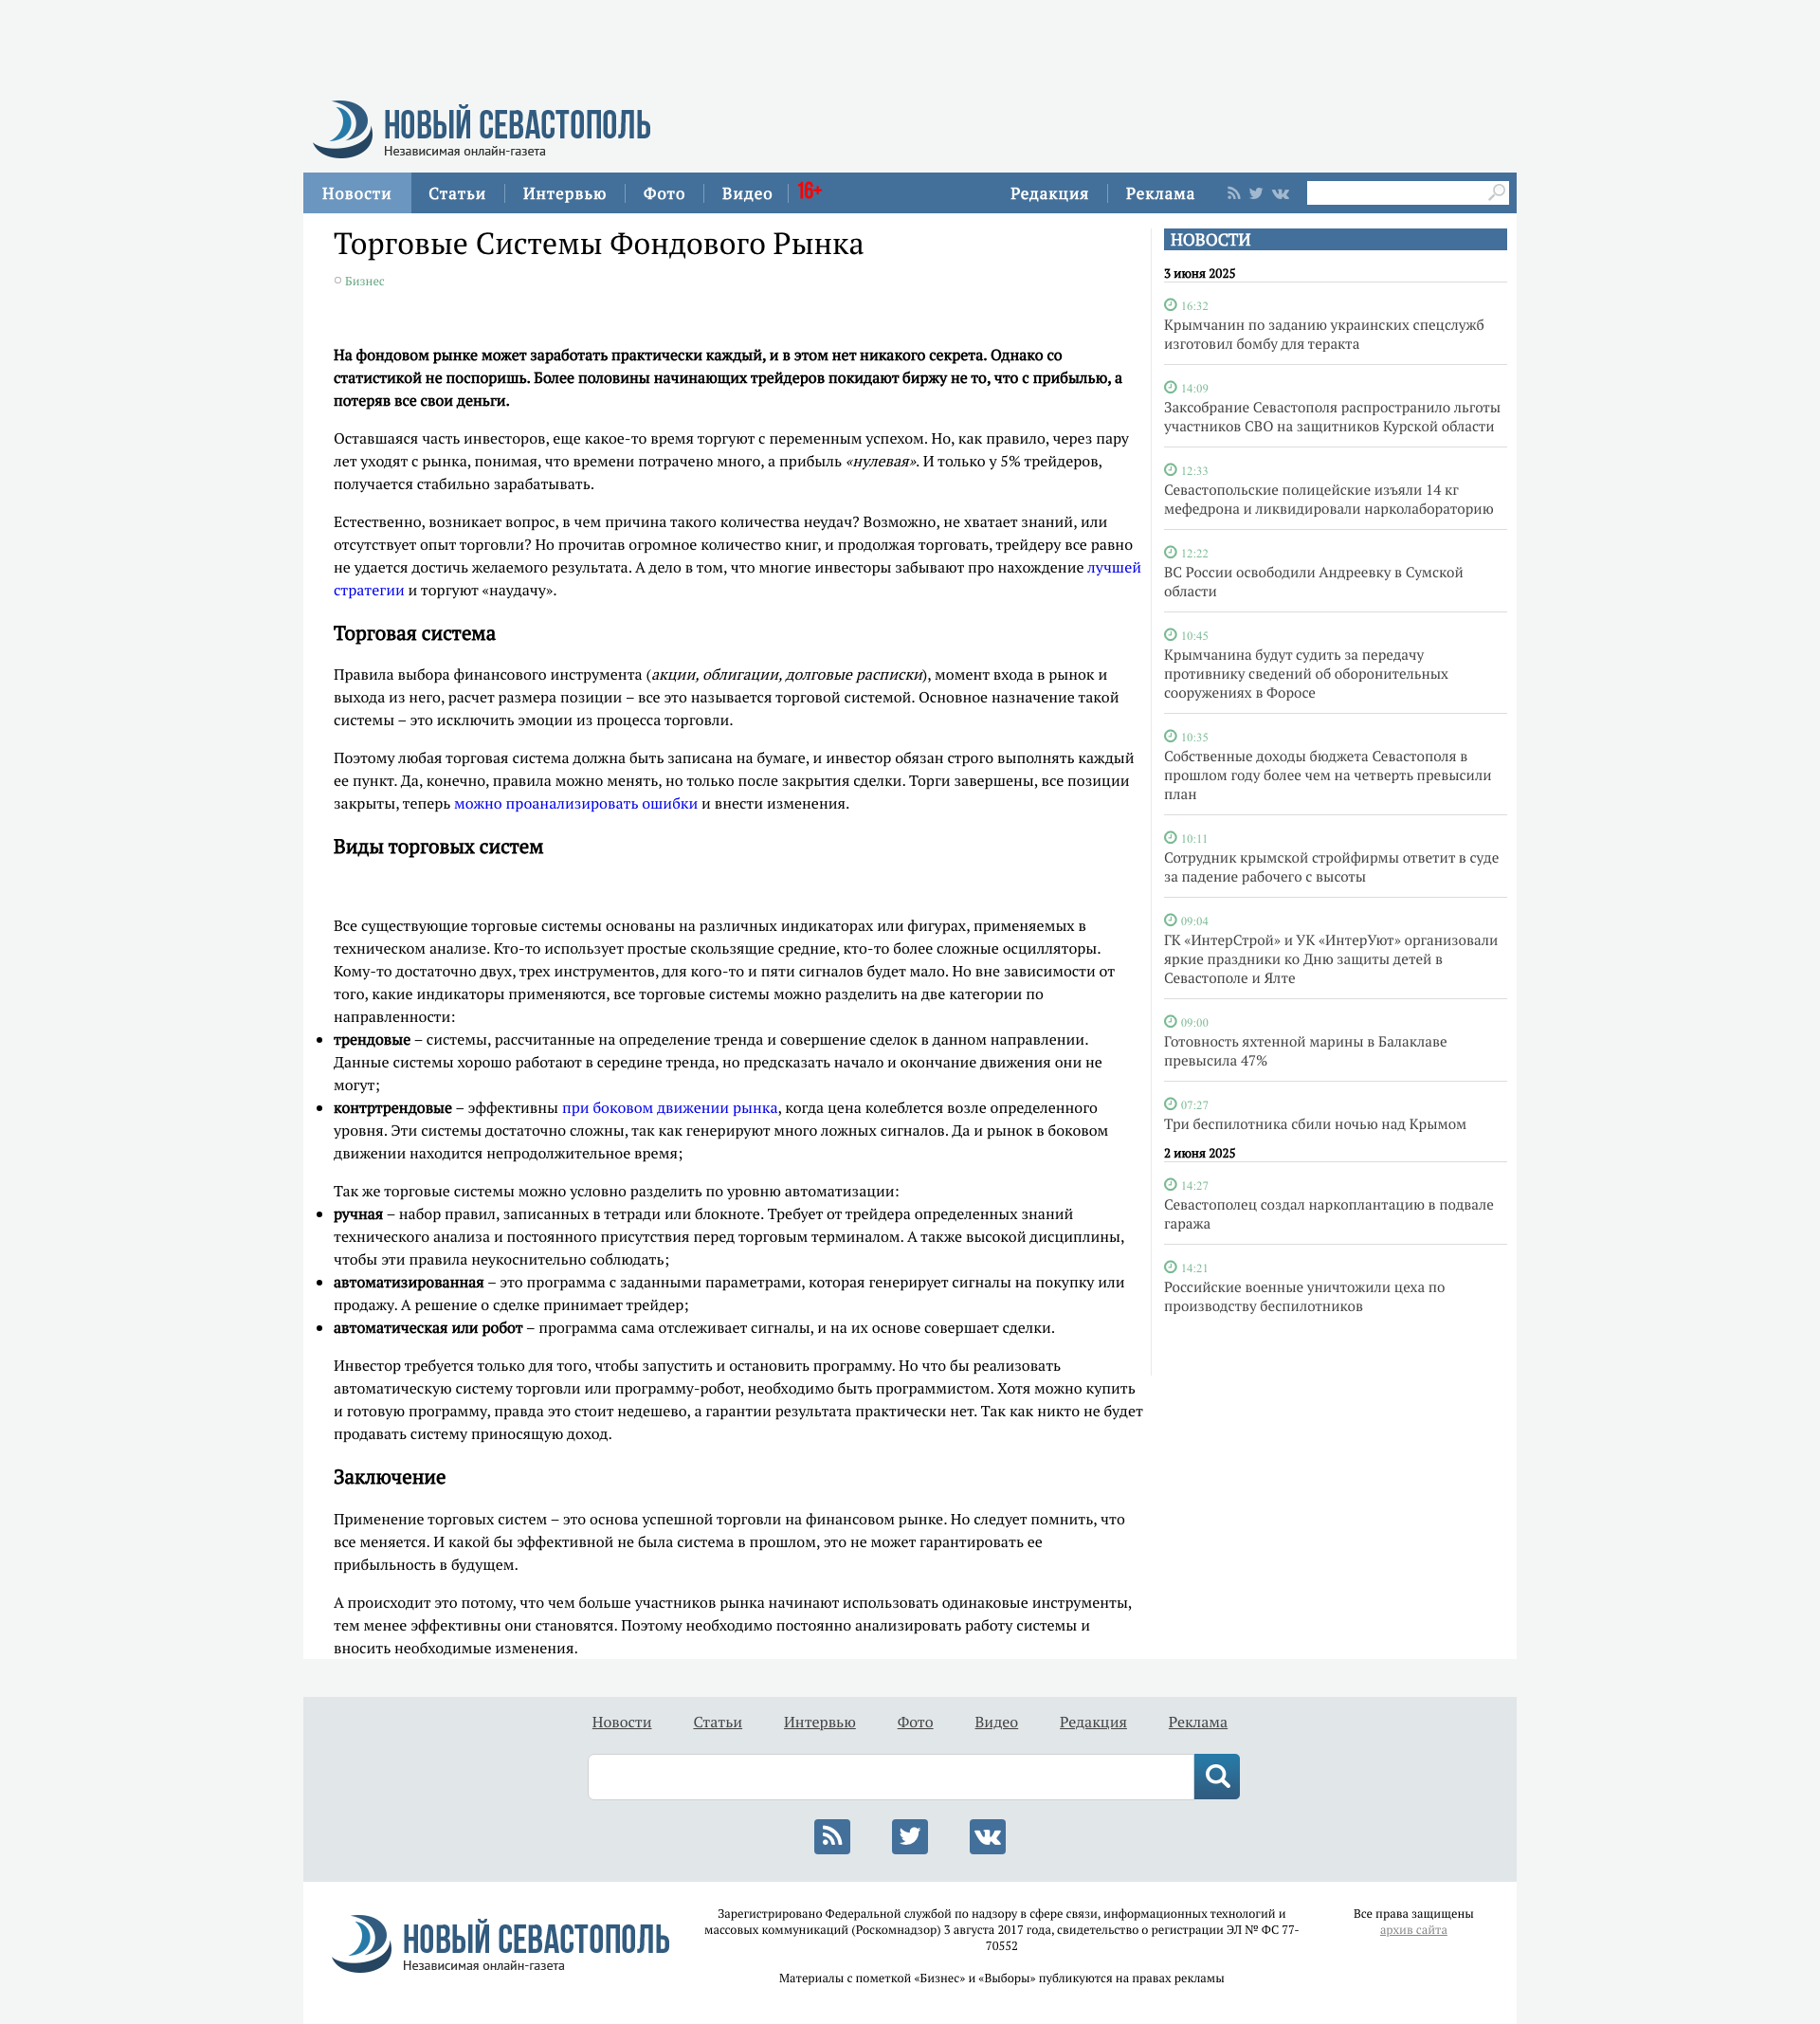 НОВЫЙ СЕВАСТОПОЛЬ
Независимая онлайн-газета
Новости Статьи Интервью Фото Видео 16+ Редакция Реклама
Торговые Системы Фондового Рынка
Бизнес
На фондовом рынке может заработать практически каждый, и в этом нет никакого секрета. Однако со
статистикой не поспоришь. Более половины начинающих трейдеров покидают биржу не то, что с прибылью, а
потеряв все свои деньги.
Оставшаяся часть инвесторов, еще какое-то время торгуют с переменным успехом. Но, как правило, через пару
лет уходят с рынка, понимая, что времени потрачено много, а прибыль «нулевая». И только у 5% трейдеров,
получается стабильно зарабатывать.
Естественно, возникает вопрос, в чем причина такого количества неудач? Возможно, не хватает знаний, или
отсутствует опыт торговли? Но прочитав огромное количество книг, и продолжая торговать, трейдеру все равно
не удается достичь желаемого результата. А дело в том, что многие инвесторы забывают про нахождение лучшей
стратегии и торгуют «наудачу».
Торговая система
Правила выбора финансового инструмента (акции, облигации, долговые расписки), момент входа в рынок и
выхода из него, расчет размера позиции – все это называется торговой системой. Основное назначение такой
системы – это исключить эмоции из процесса торговли.
Поэтому любая торговая система должна быть записана на бумаге, и инвестор обязан строго выполнять каждый
ее пункт. Да, конечно, правила можно менять, но только после закрытия сделки. Торги завершены, все позиции
закрыты, теперь можно проанализировать ошибки и внести изменения.
Виды торговых систем
Все существующие торговые системы основаны на различных индикаторах или фигурах, применяемых в
техническом анализе. Кто-то использует простые скользящие средние, кто-то более сложные осцилляторы.
Кому-то достаточно двух, трех инструментов, для кого-то и пяти сигналов будет мало. Но вне зависимости от
того, какие индикаторы применяются, все торговые системы можно разделить на две категории по
направленности:
трендовые – системы, рассчитанные на определение тренда и совершение сделок в данном направлении.
Данные системы хорошо работают в середине тренда, но предсказать начало и окончание движения они не
могут;
контртрендовые – эффективны при боковом движении рынка, когда цена колеблется возле определенного
уровня. Эти системы достаточно сложны, так как генерируют много ложных сигналов. Да и рынок в боковом
движении находится непродолжительное время;
Так же торговые системы можно условно разделить по уровню автоматизации:
ручная – набор правил, записанных в тетради или блокноте. Требует от трейдера определенных знаний
технического анализа и постоянного присутствия перед торговым терминалом. А также высокой дисциплины,
чтобы эти правила неукоснительно соблюдать;
автоматизированная – это программа с заданными параметрами, которая генерирует сигналы на покупку или
продажу. А решение о сделке принимает трейдер;
автоматическая или робот – программа сама отслеживает сигналы, и на их основе совершает сделки.
Инвестор требуется только для того, чтобы запустить и остановить программу. Но что бы реализовать
автоматическую систему торговли или программу-робот, необходимо быть программистом. Хотя можно купить
и готовую программу, правда это стоит недешево, а гарантии результата практически нет. Так как никто не будет
продавать систему приносящую доход.
Заключение
Применение торговых систем – это основа успешной торговли на финансовом рынке. Но следует помнить, что
все меняется. И какой бы эффективной не была система в прошлом, это не может гарантировать ее
прибыльность в будущем.
А происходит это потому, что чем больше участников рынка начинают использовать одинаковые инструменты,
тем менее эффективны они становятся. Поэтому необходимо постоянно анализировать работу системы и
вносить необходимые изменения.
НОВОСТИ
3 июня 2025
16:32
Крымчанин по заданию украинских спецслужб
изготовил бомбу для теракта
14:09
Заксобрание Севастополя распространило льготы
участников СВО на защитников Курской области
12:33
Севастопольские полицейские изъяли 14 кг
мефедрона и ликвидировали нарколабораторию
12:22
ВС России освободили Андреевку в Сумской
области
10:45
Крымчанина будут судить за передачу
противнику сведений об оборонительных
сооружениях в Форосе
10:35
Собственные доходы бюджета Севастополя в
прошлом году более чем на четверть превысили
план
10:11
Сотрудник крымской стройфирмы ответит в суде
за падение рабочего с высоты
09:04
ГК «ИнтерСтрой» и УК «ИнтерУют» организовали
яркие праздники ко Дню защиты детей в
Севастополе и Ялте
09:00
Готовность яхтенной марины в Балаклаве
превысила 47%
07:27
Три беспилотника сбили ночью над Крымом
2 июня 2025
14:27
Севастополец создал наркоплантацию в подвале
гаража
14:21
Российские военные уничтожили цеха по
производству беспилотников
Новости Статьи Интервью Фото Видео Редакция Реклама
НОВЫЙ СЕВАСТОПОЛЬ
Независимая онлайн-газета
Зарегистрировано Федеральной службой по надзору в сфере связи, информационных технологий и
массовых коммуникаций (Роскомнадзор) 3 августа 2017 года, свидетельство о регистрации ЭЛ № ФС 77-
70552
Материалы с пометкой «Бизнес» и «Выборы» публикуются на правах рекламы
Все права защищены
архив сайта